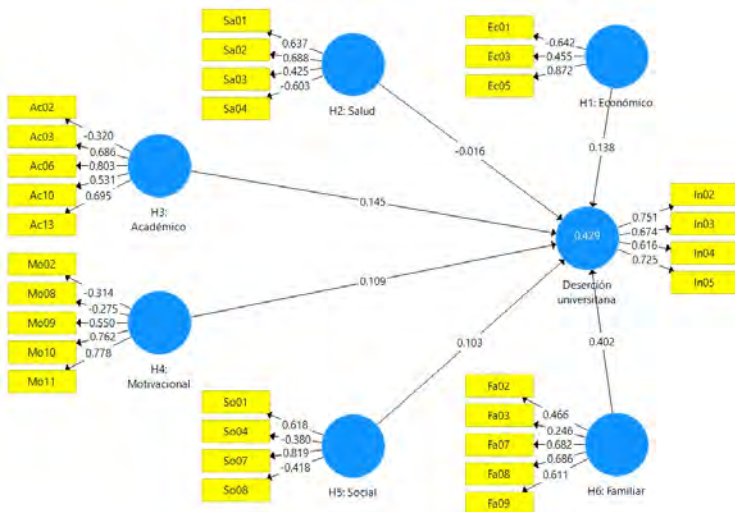 Sa01
Sa02
Sa03
Sa04
0.637
0.688
0.425
-0.603
H2: Salud
Ec01
Ec03
Ec05
-0.642
0.455
0.872
H1: Económico
Ac02
Ac03
Ac06
Ac10
Ac13
-0.320
0.686
0.803
0.531
0.695
H3:
Académico
-0.016
0.138
0.145
0.429
Deserción
universitaria
0.751
0.674
0.616
0.725
In02
In03
In04
In05
Mo02
Mo08
Mo09
Mo10
Mo11
-0.314
-0.275
0.550
0.762
0.778
H4:
Motivacional
0.109
0.103
0.402
So01
So04
So07
So08
0.618
-0.380
0.819
-0.418
H5: Social
Fa02
Fa03
Fa07
Fa08
Fa09
0.466
0.246
0.682
0.686
0.611
H6: Familiar